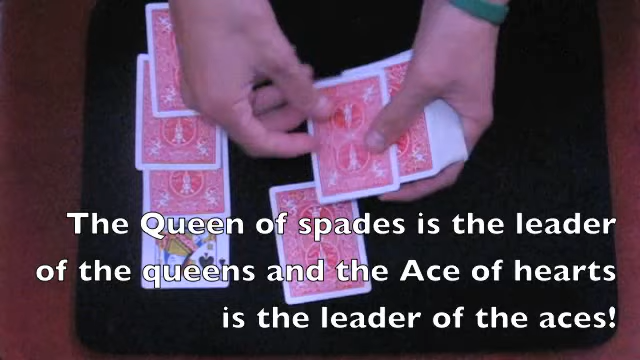 The Queen of spades is the leader
of the queens and the Ace of hearts
is the leader of the aces!